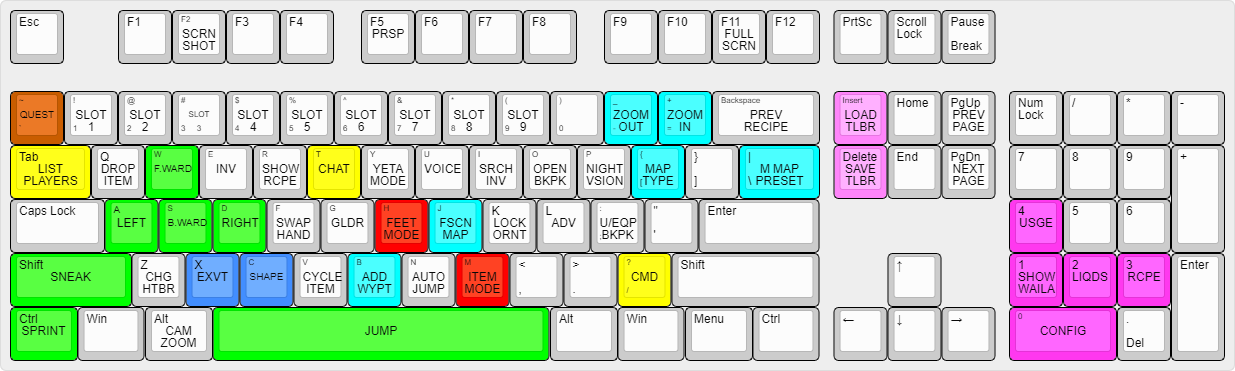 Esc F1 F2 F3 F4 F5 F6 F7 F8 F9 F10 F11 F12 PrtSc Scroll Pause
SCRN PRSP FULL Lock
SHOT SCRN Break
~ ! @ # $ % ^ & * ( ) _ + Backspace Insert Home PgUp Num / * -
QUEST SLOT SLOT SLOT SLOT SLOT SLOT SLOT SLOT SLOT ZOOM ZOOM PREV LOAD PREV Lock
` 1 1 2 2 3 3 4 4 5 5 6 6 7 7 8 8 9 9 0 - OUT = IN RECIPE TLBR PAGE
Tab Q W E R T Y U I O P { } | Delete End PgDn 7 8 9 +
LIST DROP F.WARD INV SHOW CHAT YETA VOICE SRCH OPEN NIGHT MAP M MAP SAVE NEXT
PLAYERS ITEM RCPE MODE INV BKPK VSION [TYPE ] \ PRESET TLBR PAGE
Caps Lock A S D F G H J K L : " Enter 4 5 6
LEFT B.WARD RIGHT SWAP GLDR FEET FSCN LOCK ADV U/EQP USGE
HAND MODE MAP ORNT ;BKPK '
Shift Z X C V B N M < > ? Shift ↑ 1 2 3 Enter
SNEAK CHG EXVT SHAPE CYCLE ADD AUTO ITEM CMD SHOW LIQDS RCPE
HTBR ITEM WYPT JUMP MODE , . / WAILA
Ctrl Win Alt JUMP Alt Win Menu Ctrl ← ↓ → 0 .
SPRINT CAM CONFIG
ZOOM Del